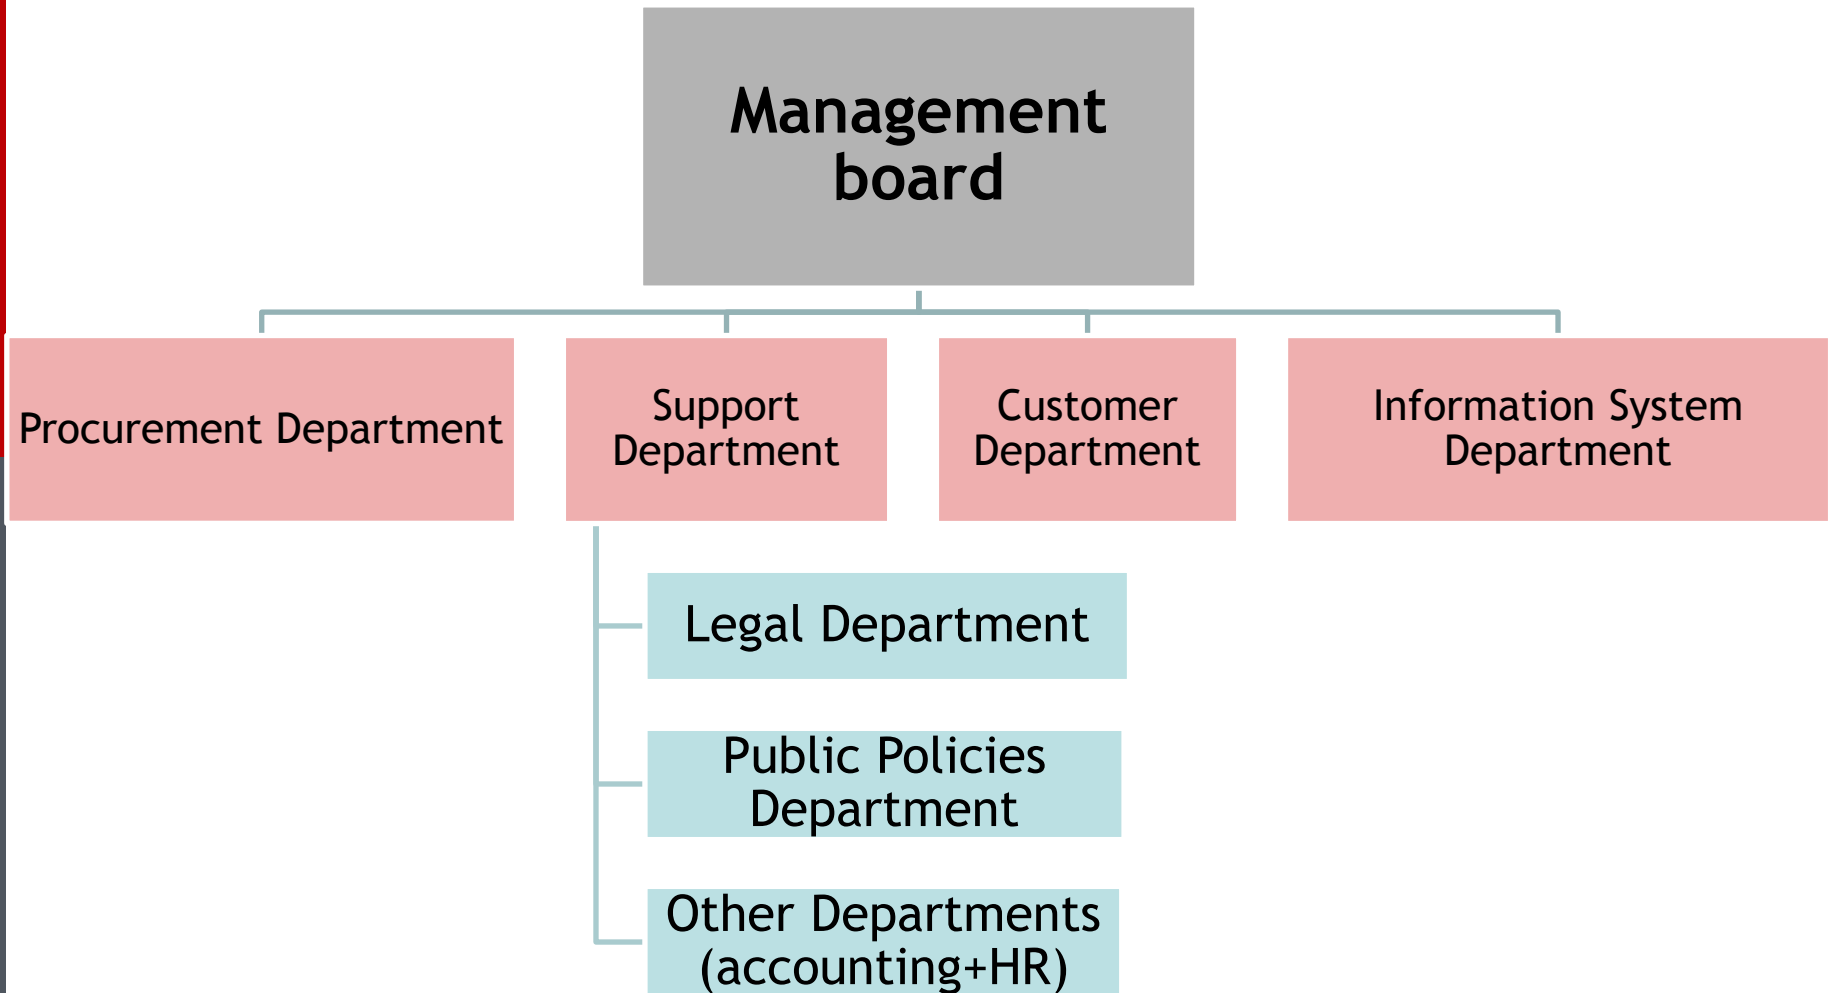 Management
board
Procurement Department
Support
Department
Customer
Department
Information System
Department
Legal Department
Public Policies
Department
Other Departments
(accounting+HR)